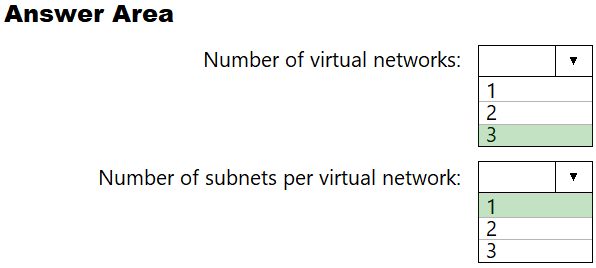 Answer Area
Number of virtual networks:
1
2
3
Number of subnets per virtual network:
1
2
3